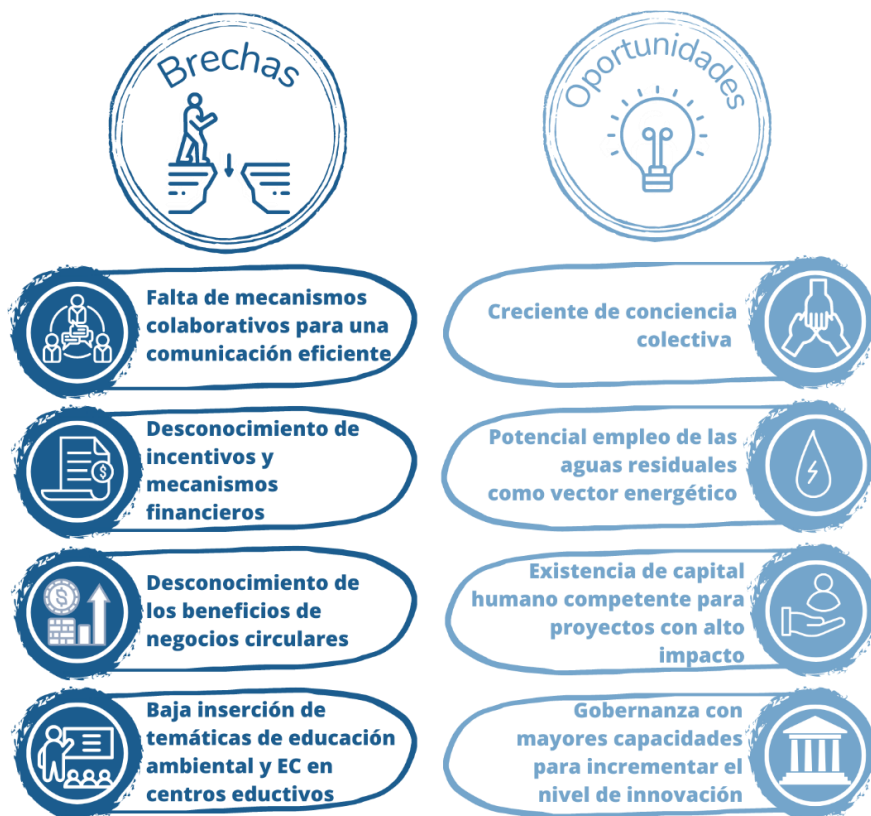 Brechas
Falta de mecanismos
colaborativos para una
comunicación eficiente
Desconocimiento de
incentivos y
mecanismos
financieros
Desconocimiento de
los beneficios de
negocios circulares
Baja inserción de
temáticas de educación
ambiental y EC en
centros eductivos
Oportunidades
Creciente de conciencia
colectiva
Potencial empleo de las
aguas residuales
como vector energético
Existencia de capital
humano competente para
proyectos con alto
impacto
Gobernanza con
mayores capacidades
para incrementar el
nivel de innovación